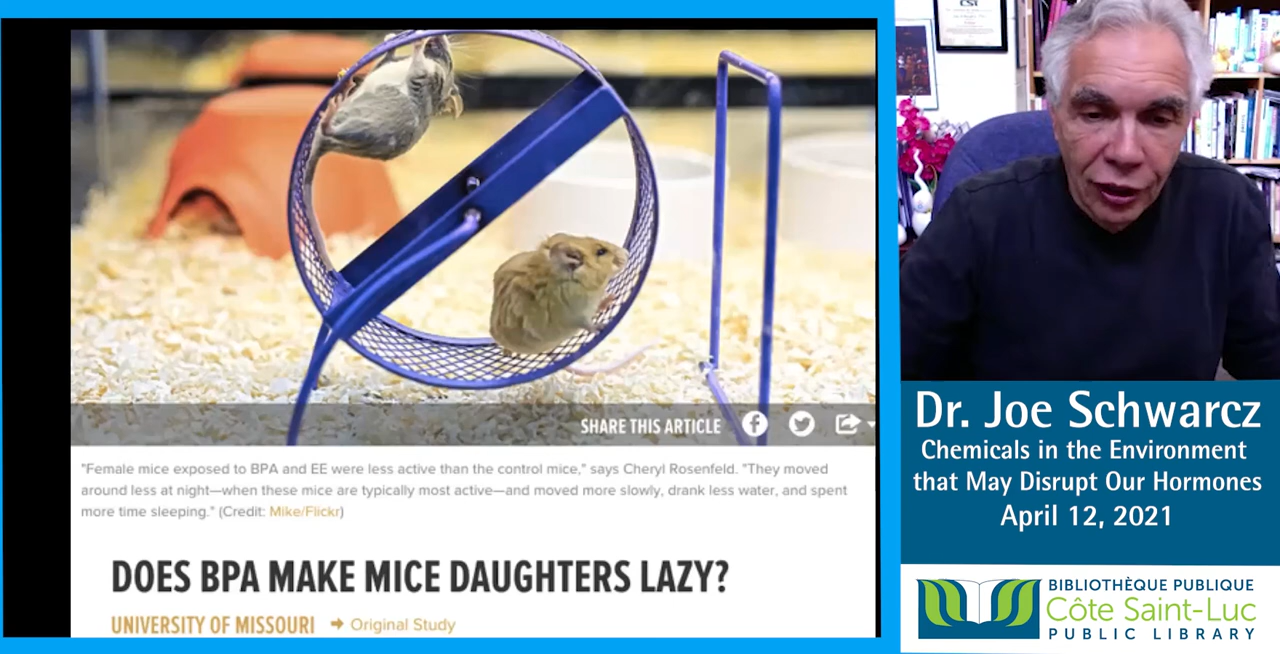 SHARE THIS ARTICLE
"Female mice exposed to BPA and EE were less active than the control mice," says Cheryl Rosenfeld. "They moved
around less at night—when these mice are typically most active—and moved more slowly, drank less water, and spent
more time sleeping." (Credit: Mike/Flickr)
DOES BPA MAKE MICE DAUGHTERS LAZY?
UNIVERSITY OF MISSOURI → Original Study
Dr. Joe Schwarcz
Chemicals in the Environment
that May Disrupt Our Hormones
April 12, 2021
BIBLIOTHÈQUE PUBLIQUE
Côte Saint-Luc
PUBLIC LIBRARY